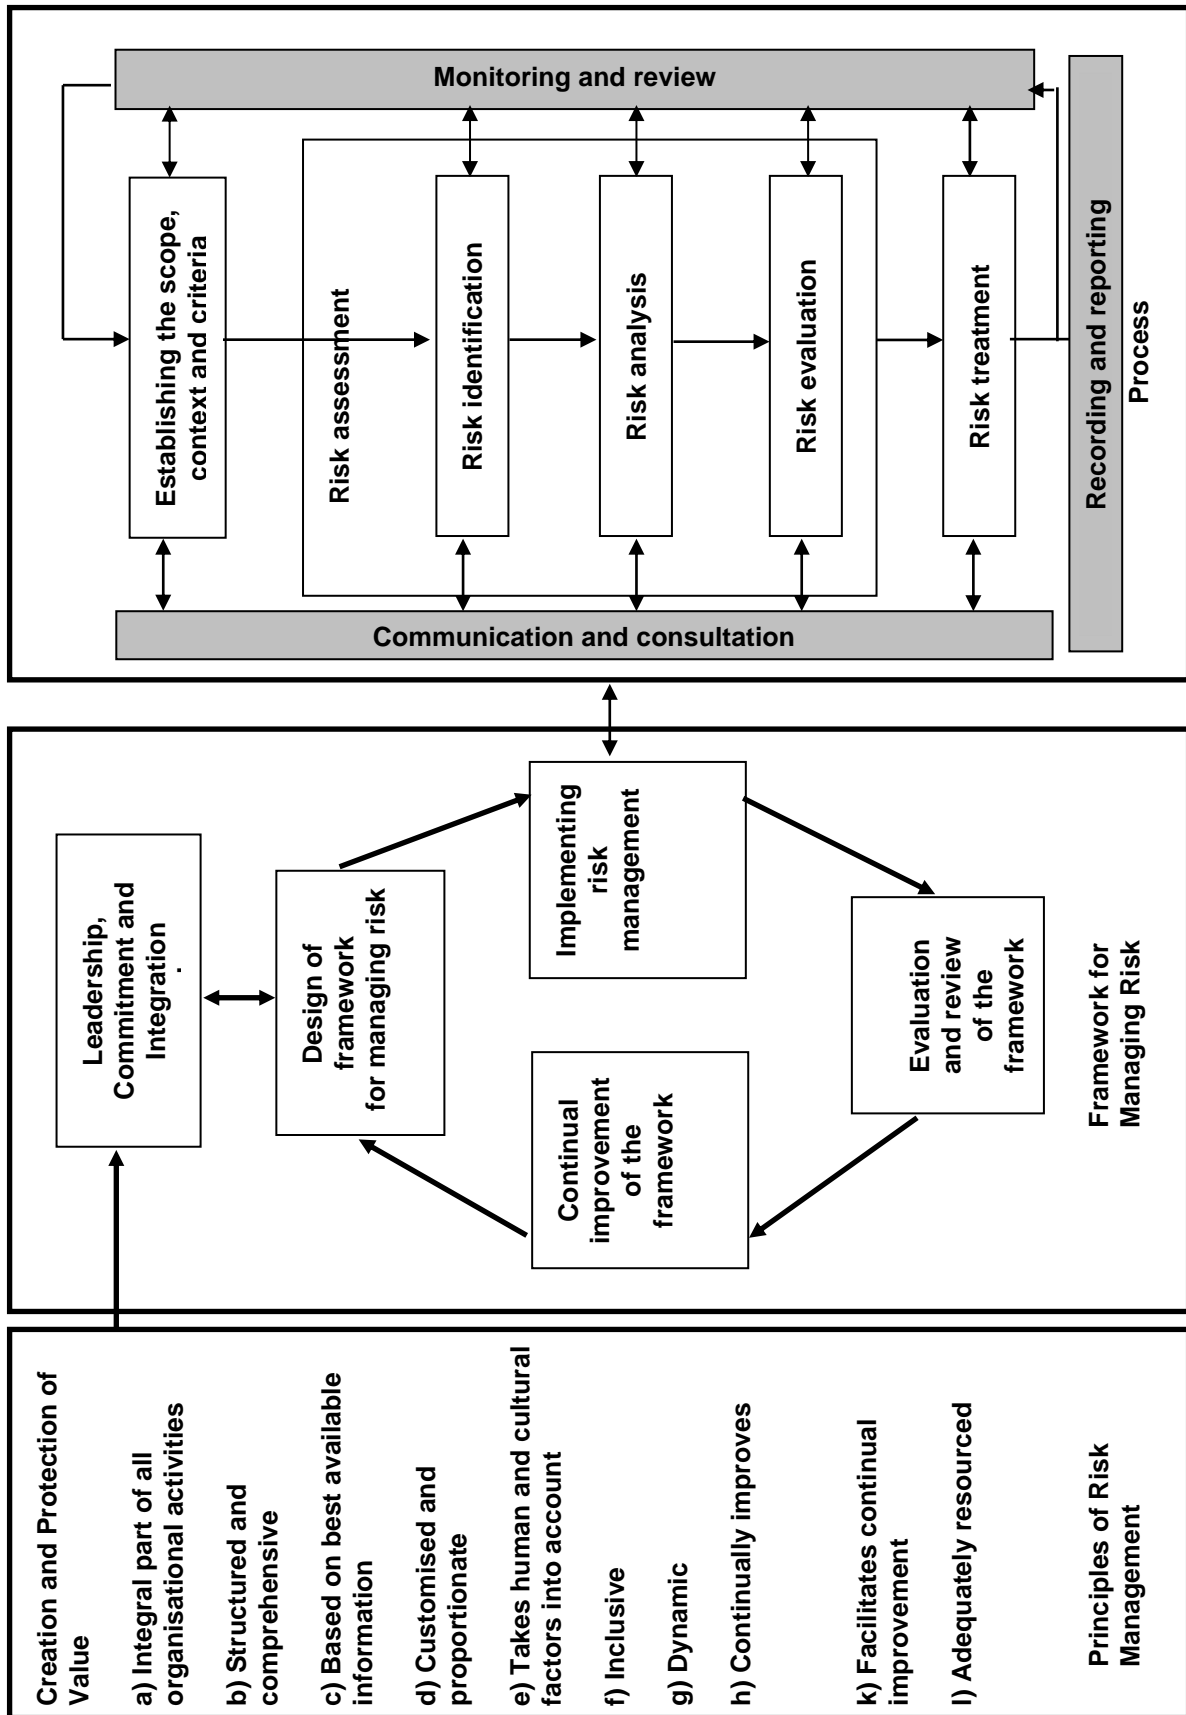 Creation and Protection of
Value
a) Integral part of all
organisational activities
b) Structured and
comprehensive
c) Based on best available
information
d) Customised and
proportionate
e) Takes human and cultural
factors into account
f) Inclusive
g) Dynamic
h) Continually improves
k) Facilitates continual
improvement
l) Adequately resourced
Principles of Risk
Management
Leadership,
Commitment and
Integration
Design of
framework
for managing risk
Implementing
risk
management
Evaluation
and review
of the
framework
Continual
improvement
of the
framework
Framework for
Managing Risk
Communication and consultation
Establishing the scope,
context and criteria
Risk assessment
Risk identification
Risk analysis
Risk evaluation
Risk treatment
Monitoring and review
Recording and reporting
Process